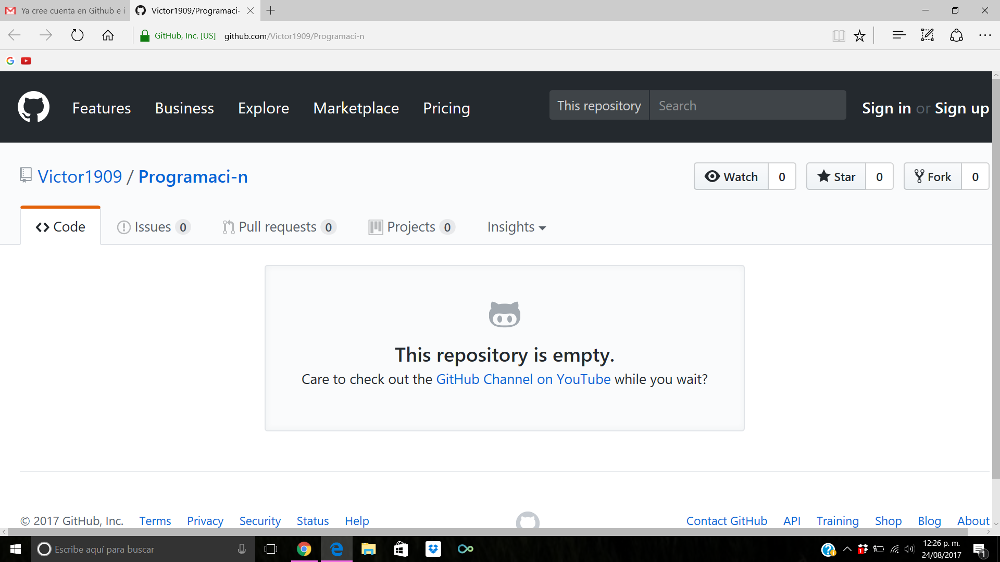 Ya cree cuenta en Github e i
Victor1909/Programaci-
GitHub, Inc. [US] github.com/Victor1909/Programaci-n
Features Business Explore Marketplace Pricing This repository Search Sign in or Sign up
Victor1909 / Programaci-n Watch 0 Star 0 Fork 0
Code Issues 0 Pull requests 0 Projects 0 Insights
This repository is empty.
Care to check out the GitHub Channel on YouTube while you wait?
© 2017 GitHub, Inc. Terms Privacy Security Status Help Contact GitHub API Training Shop Blog About
Escribe aquí para buscar
1
12:26 p. m.
24/08/2017
1